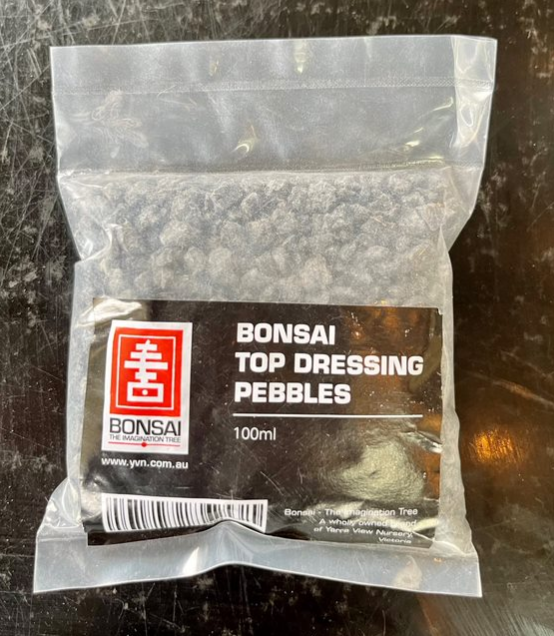 BONSAI
TOP DRESSING
PEBBLES
100ml
BONSAI
THE IMAGINATION TREE
www.yvn.com.au
Bonsai - The Imagination Tree
A wholly owned brand
of Yarra View Nursery,
Victoria